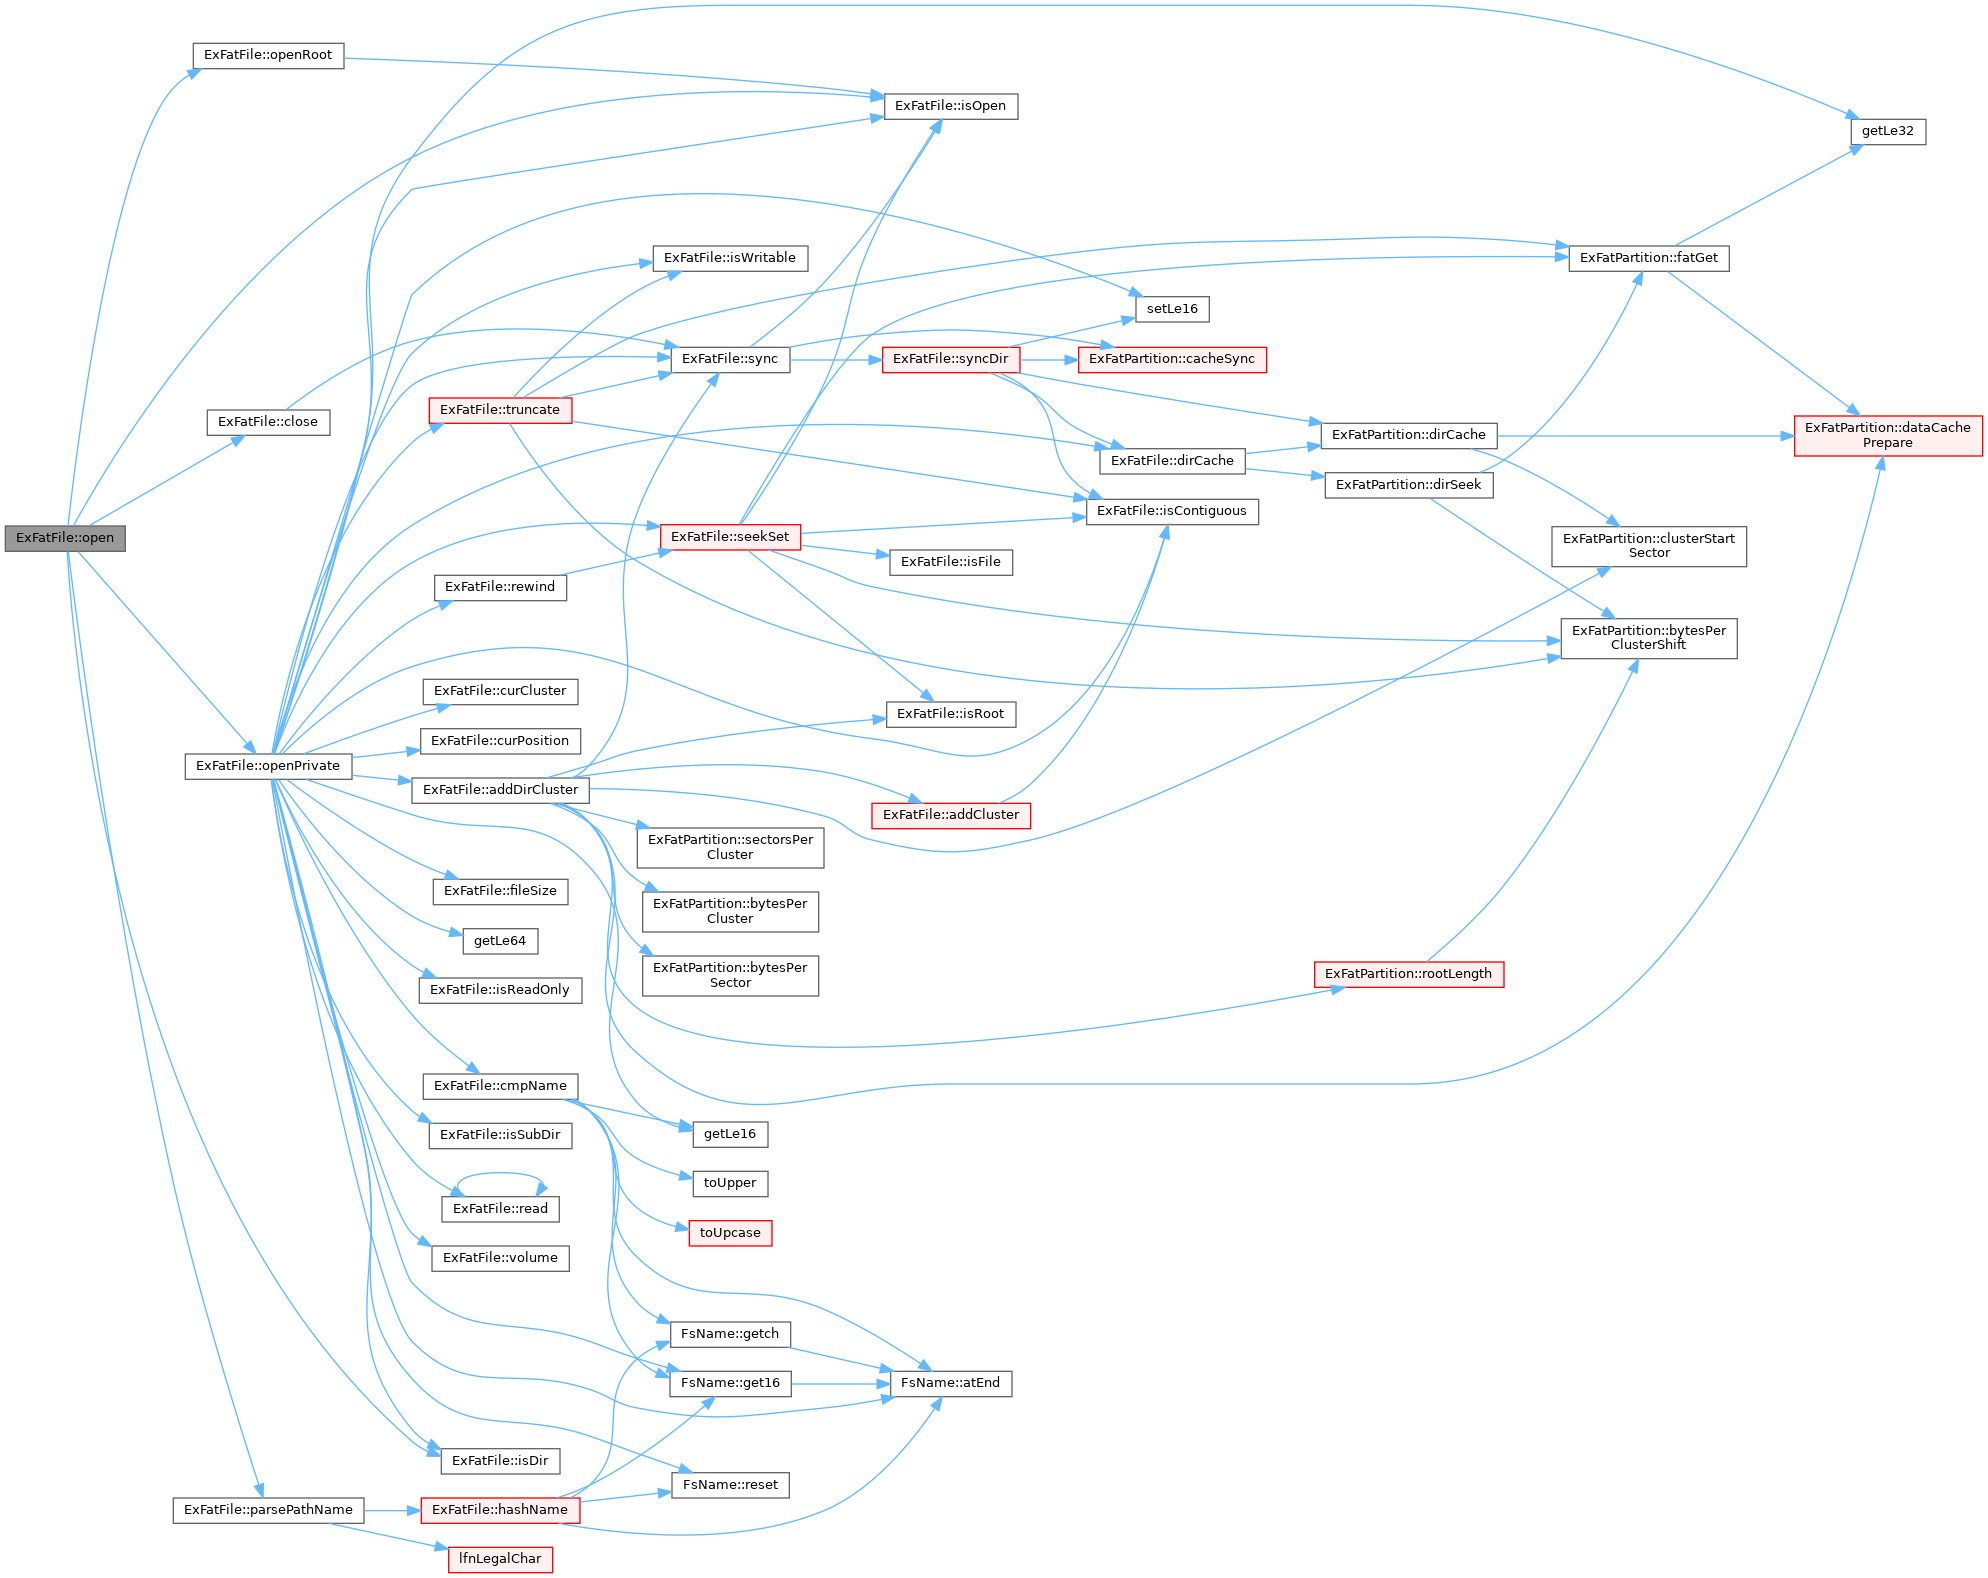 ExFatFile::open
ExFatFile::openRoot
ExFatFile::close
ExFatFile::openPrivate
ExFatFile::parsePathName
ExFatFile::truncate
ExFatFile::rewind
ExFatFile::curCluster
ExFatFile::curPosition
ExFatFile::addDirCluster
ExFatFile::fileSize
getLe64
ExFatFile::isReadOnly
ExFatFile::cmpName
ExFatFile::isSubDir
ExFatFile::read
ExFatFile::volume
ExFatFile::isDir
ExFatFile::hashName
lfnLegalChar
ExFatFile::isWritable
ExFatFile::sync
ExFatFile::seekSet
ExFatPartition::sectorsPer
Cluster
ExFatPartition::bytesPer
Cluster
ExFatPartition::bytesPer
Sector
getLe16
toUpper
toUpcase
FsName::getch
FsName::get16
FsName::reset
ExFatFile::isOpen
ExFatFile::syncDir
ExFatFile::isFile
ExFatFile::isRoot
ExFatFile::addCluster
FsName::atEnd
setLe16
ExFatPartition::cacheSync
ExFatFile::dirCache
ExFatFile::isContiguous
ExFatPartition::dirCache
ExFatPartition::dirSeek
ExFatPartition::rootLength
ExFatPartition::fatGet
ExFatPartition::clusterStart
Sector
ExFatPartition::bytesPer
ClusterShift
getLe32
ExFatPartition::dataCache
Prepare